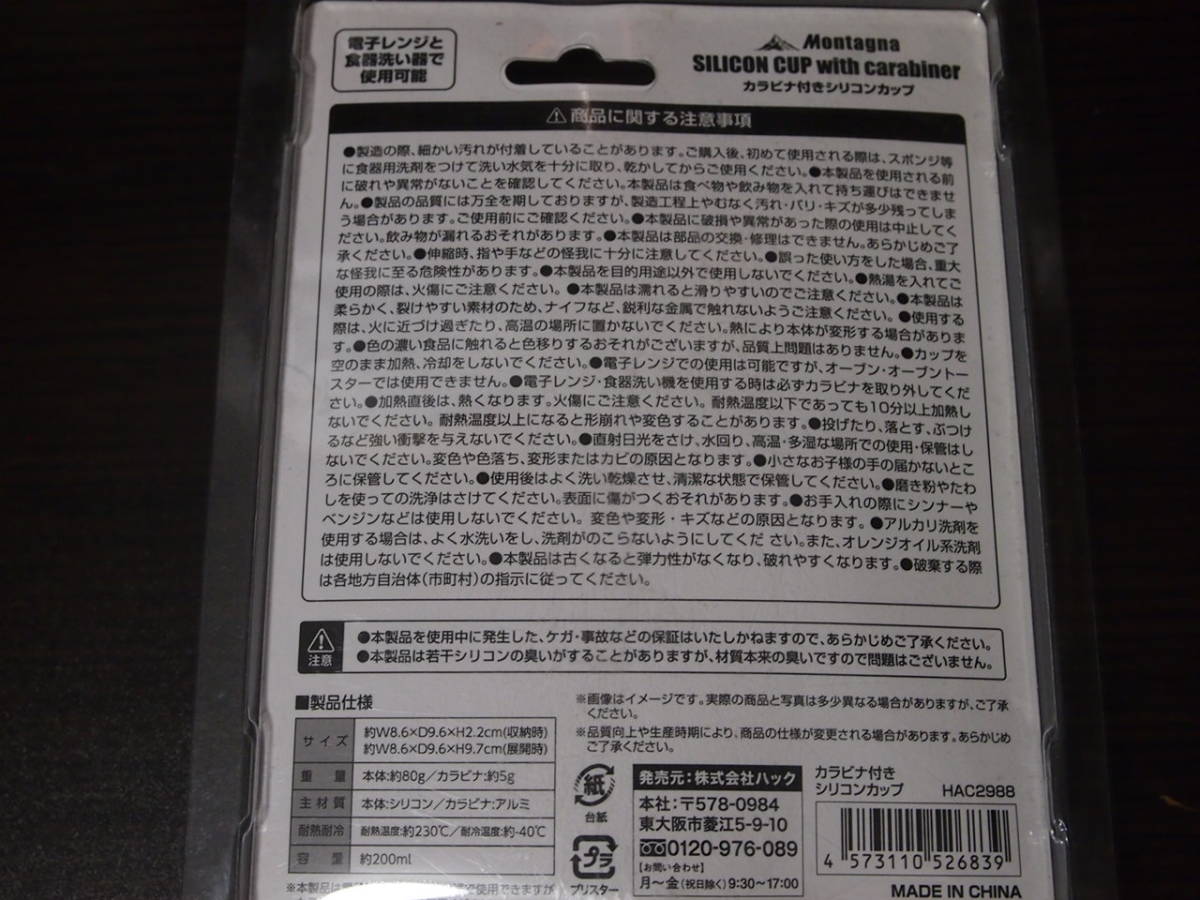 電子レンジと
食器洗い器で
使用可能
Montagna
SILICON CUP with carabiner
カラビナ付きシリコンカップ
⚠商品に関する注意事項
●製造の際、細かい汚れが付着していることがあります。ご購入後、初めて使用される際は、スポンジ等
に食器用洗剤をつけて洗い水気を十分に取り、乾かしてからご使用ください。●本製品を使用される前
に破れや異常がないことを確認してください。本製品は食べ物や飲み物を入れて持ち運びはできませ
ん。●製品の品質には万全を期しておりますが、製造工程上やむなく汚れ・バリ・キズが多少残ってしま
う場合があります。ご使用前にご確認ください。●本製品に破損や異常があった際の使用は中止してく
ださい。飲み物が漏れるおそれがあります。●本製品は部品の交換・修理はできません。あらかじめご了
承ください。●伸縮時、指や手などの怪我に十分に注意してください。●誤った使い方をした場合、重大
な怪我に至る危険性があります。●本製品を目的用途以外で使用しないでください。●熱湯を入れてご
使用の際は、火傷にご注意ください。●本製品は濡れると滑りやすいのでご注意ください。●本製品は
柔らかく、裂けやすい素材のため、ナイフなど、鋭利な金属で触れないようご注意ください。●使用する
際は、火に近づけ過ぎたり、高温の場所に置かないでください。熱により本体が変形する場合がありま
す。●色の濃い食品に触れると色移りするおそれがございますが、品質上問題はありません。●カップを
空のまま加熱、冷却をしないでください。●電子レンジでの使用は可能ですが、オーブン・オーブントー
スターでは使用できません。●電子レンジ・食器洗い機を使用する時は必ずカラビナを取り外してくだ
さい。●加熱直後は、熱くなります。火傷にご注意ください。耐熱温度以下であっても10分以上加熱し
ないでください。耐熱温度以上になると形崩れや変色することがあります。●投げたり、落とす、ぶつけ
るなど強い衝撃を与えないでください。●直射日光をさけ、水回り、高温・多湿な場所での使用・保管はし
ないでください。変色や色落ち、変形またはカビの原因となります。●小さなお子様の手の届かないとこ
ろに保管してください。●使用後はよく洗い乾燥させ、清潔な状態で保管してください。●磨き粉やたわ
しを使っての洗浄はさけてください。表面に傷がつくおそれがあります。●お手入れの際にシンナーや
ベンジンなどは使用しないでください。変色や変形・キズなどの原因となります。●アルカリ洗剤を
使用する場合は、よく水洗いをし、洗剤がのこらないようにしてくだ さい。また、オレンジオイル系洗剤
は使用しないでください。●本製品は古くなると弾力性がなくなり、破れやすくなります。●破棄する際
は各地方自治体(市町村)の指示に従ってください。
注意
●本製品を使用中に発生した、ケガ・事故などの保証はいたしかねますので、あらかじめご了承ください。
●本製品は若干シリコンの臭いがすることがありますが、材質本来の臭いですので問題はございません。
■製品仕様
サイズ 約W8.6×D9.6×H2.2cm(収納時)
約W8.6×D9.6×H9.7cm(展開時)
重量 本体:約80g/カラビナ:約5g
主材質 本体:シリコン/カラビナ:アルミ
耐熱耐冷 耐熱温度:約230℃/耐冷温度:約-40℃
容量 約200ml
※画像はイメージです。実際の商品と写真は多少異なる場合がありますが、ご了承
ください。
※品質向上や生産時期により、商品の仕様が変更される場合があります。あらかじめ
ご了承ください。
紙
台紙
プラ
ブリスター
発売元:株式会社ハック
本社:〒578-0984
東大阪市菱江5-9-10
0120-976-089
【お問い合わせ】
月～金(祝日除く)9:30～17:00
カラビナ付き
シリコンカップ HAC2988
4 573110 526839
MADE IN CHINA